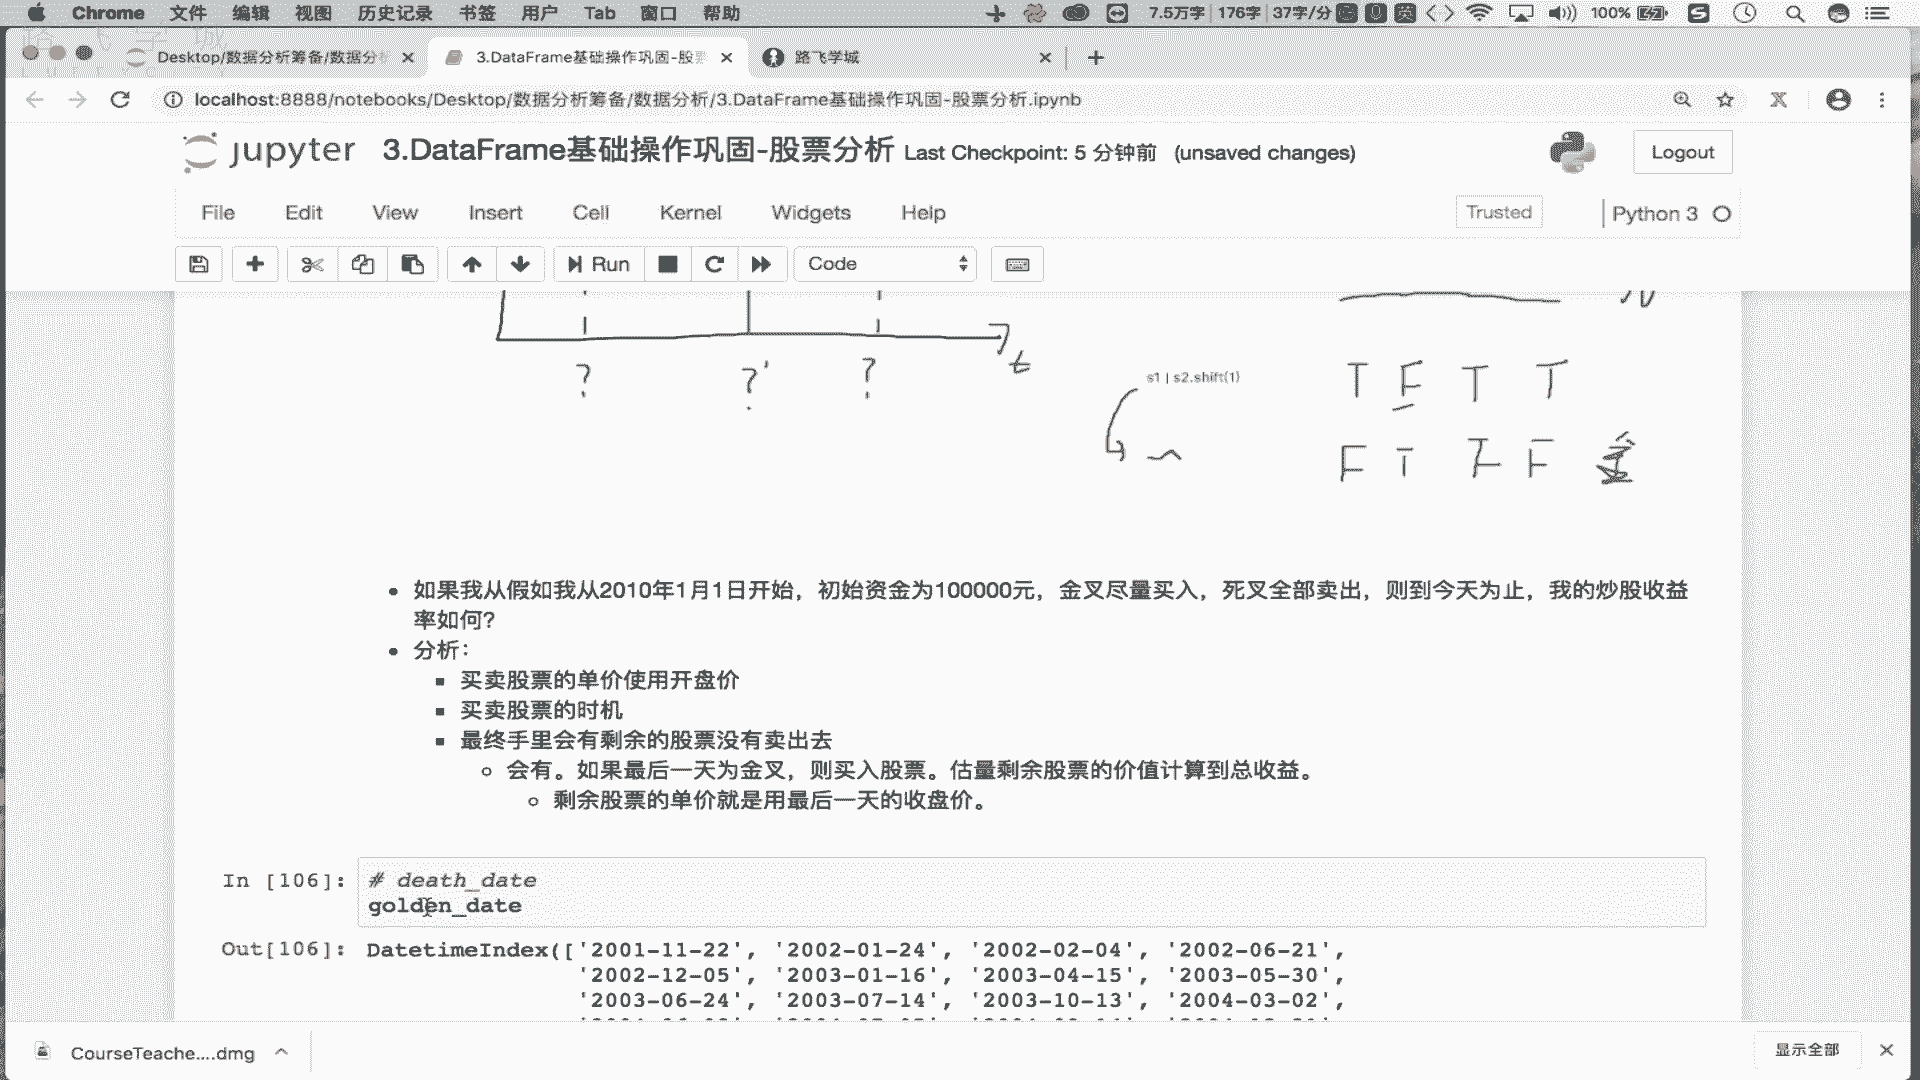 Chrome 文件 编辑 视图 历史记录 书签 用户 Tab 窗口 帮助 7.5万字 176字 37字/分 英 100%
Desktop/数据分析筹备/数据分析 3.DataFrame基础操作巩固-股票 路飞学城
localhost:8888/notebooks/Desktop/数据分析筹备/数据分析/3.DataFrame基础操作巩固-股票分析.ipynb
jupyter 3.DataFrame基础操作巩固-股票分析 Last Checkpoint: 5 分钟前 (unsaved changes) Logout
File Edit View Insert Cell Kernel Widgets Help Trusted Python 3
Run Code
? ?' ? t
s1 | s2.shift(1) T F T T
F T F F 金
如果我从假如我从2010年1月1日开始，初始资金为100000元，金叉尽量买入，死叉全部卖出，则到今天为止，我的炒股收益
率如何？
分析：
买卖股票的单价使用开盘价
买卖股票的时机
最终手里会有剩余的股票没有卖出去
会有。如果最后一天为金叉，则买入股票。估量剩余股票的价值计算到总收益。
剩余股票的单价就是用最后一天的收盘价。
In [106]: # death_date
golden_date
Out[106]: DatetimeIndex(['2001-11-22', '2002-01-24', '2002-02-04', '2002-06-21',
'2002-12-05', '2003-01-16', '2003-04-15', '2003-05-30',
'2003-06-24', '2003-07-14', '2003-10-13', '2004-03-02',
CourseTeache....dmg 显示全部